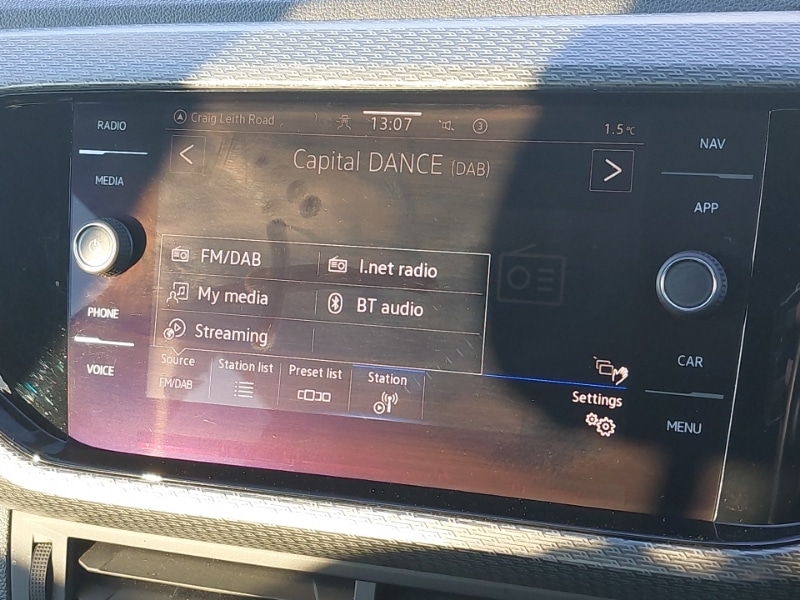 RADIO
MEDIA
PHONE
VOICE
Craig Leith Road
13:07
3
1.5°C
Capital DANCE (DAB)
FM/DAB
I.net radio
My media
BT audio
Streaming
Source
FM/DAB
Station list
Preset list
Station
Settings
NAV
APP
CAR
MENU